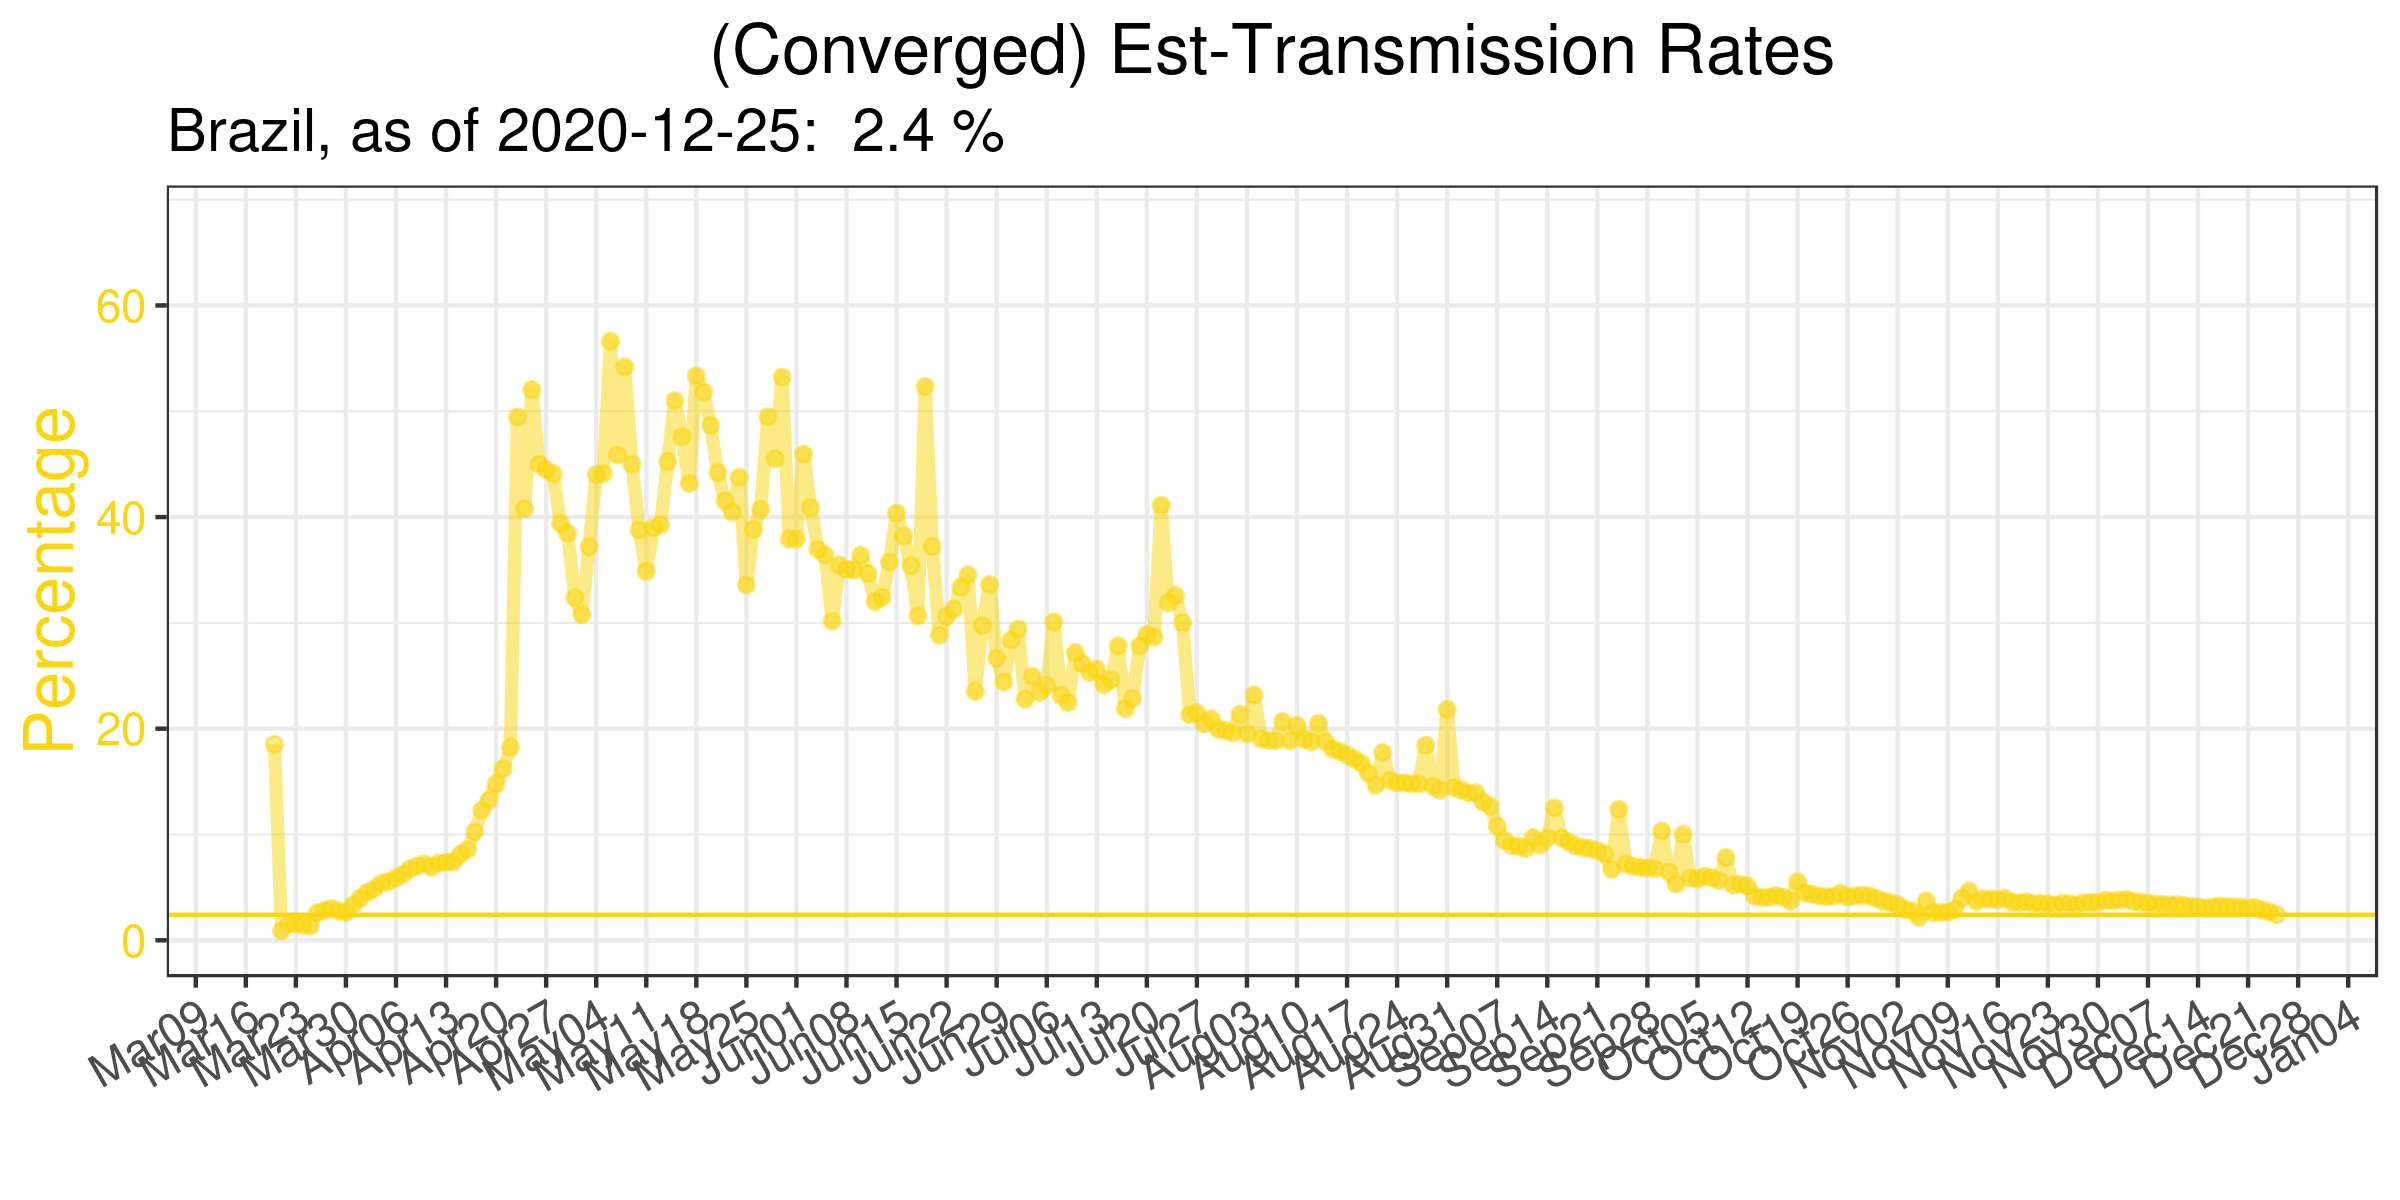 (Converged) Est-Transmission Rates
Brazil, as of 2020-12-25:  2.4 %
Percentage
60
40
20
0
Mar09
Mar16
Mar23
Mar30
Apr06
Apr13
Apr20
Apr27
May04
May11
May18
May25
Jun01
Jun08
Jun15
Jun22
Jun29
Jul06
Jul13
Jul20
Jul27
Aug03
Aug10
Aug17
Aug24
Aug31
Sep07
Sep14
Sep21
Sep28
Oct05
Oct12
Oct19
Oct26
Nov02
Nov09
Nov16
Nov23
Nov30
Dec07
Dec14
Dec21
Dec28
Jan04